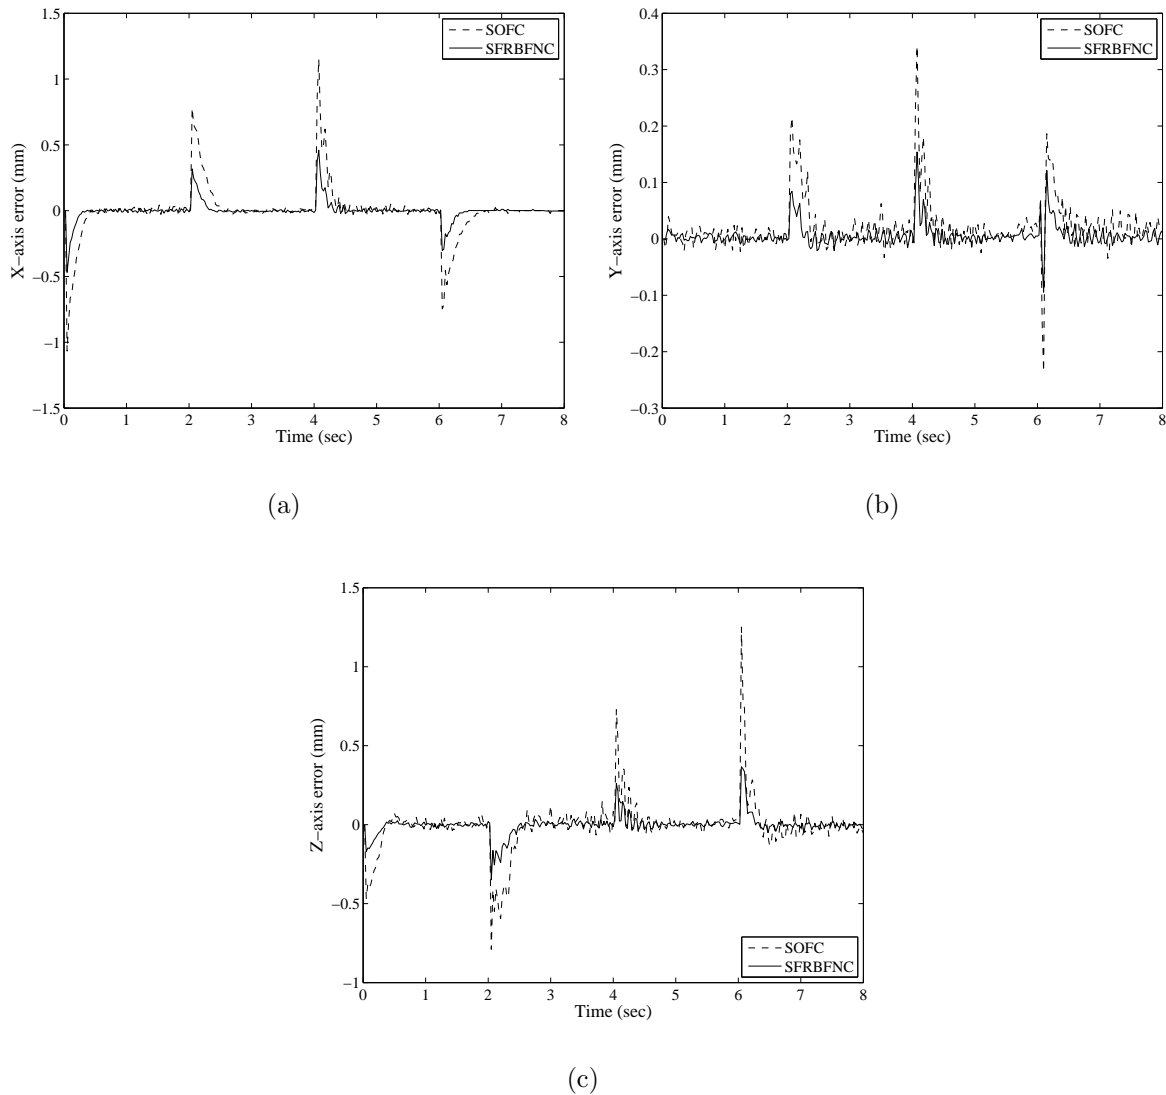 1.5
1
0.5
0
−0.5
−1
−1.5
X−axis error (mm)
0 1 2 3 4 5 6 7 8
Time (sec)
SOFC
SFRBFNC
(a)
0.4
0.3
0.2
0.1
0
−0.1
−0.2
−0.3
Y−axis error (mm)
0 1 2 3 4 5 6 7 8
Time (sec)
SOFC
SFRBFNC
(b)
1.5
1
0.5
0
−0.5
−1
Z−axis error (mm)
0 1 2 3 4 5 6 7 8
Time (sec)
SOFC
SFRBFNC
(c)